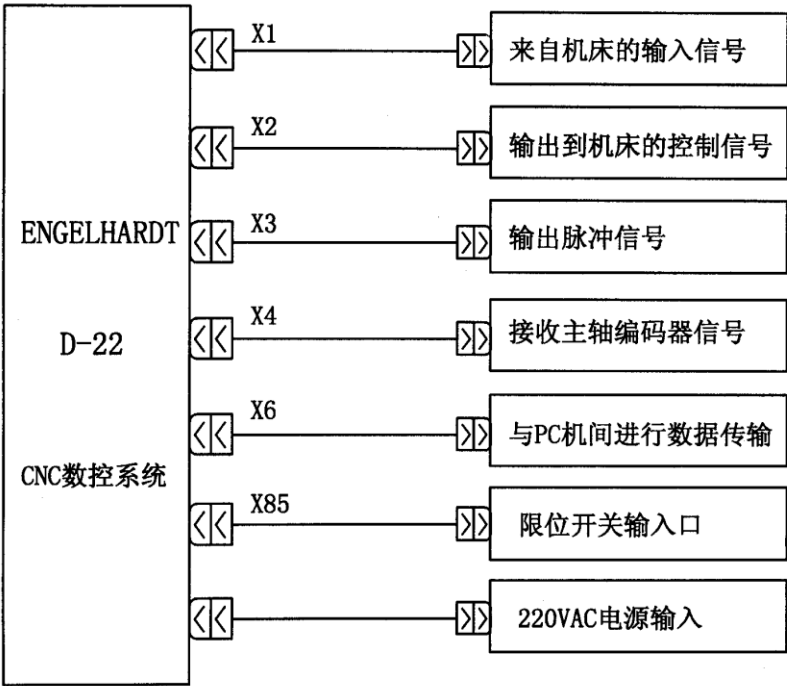 X1
来自机床的输入信号
X2
输出到机床的控制信号
ENGELHARDT
X3
输出脉冲信号
D-22
X4
接收主轴编码器信号
X6
与PC机间进行数据传输
CNC数控系统
X85
限位开关输入口
220VAC电源输入